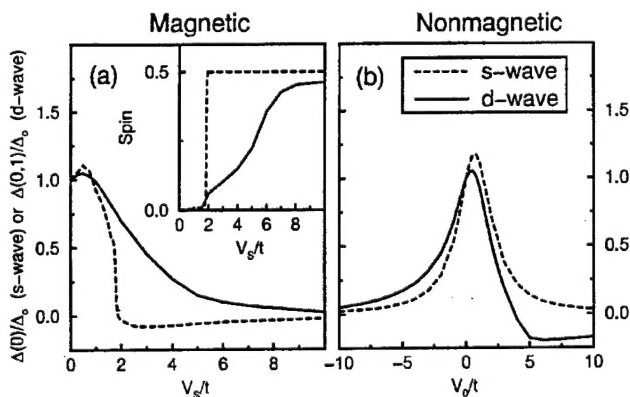 Magnetic
Nonmagnetic
Δ(0)/Δ₀ (s-wave) or Δ(0,1)/Δ₀ (d-wave)
1.5
1.0
0.5
0.0
(a)
Spin
0.5
0.0
0 2 4 6 8
V_S/t
0 2 4 6 8
V_S/t
(b)
s-wave
d-wave
1.5
1.0
0.5
0.0
-10 -5 0 5 10
V₀/t